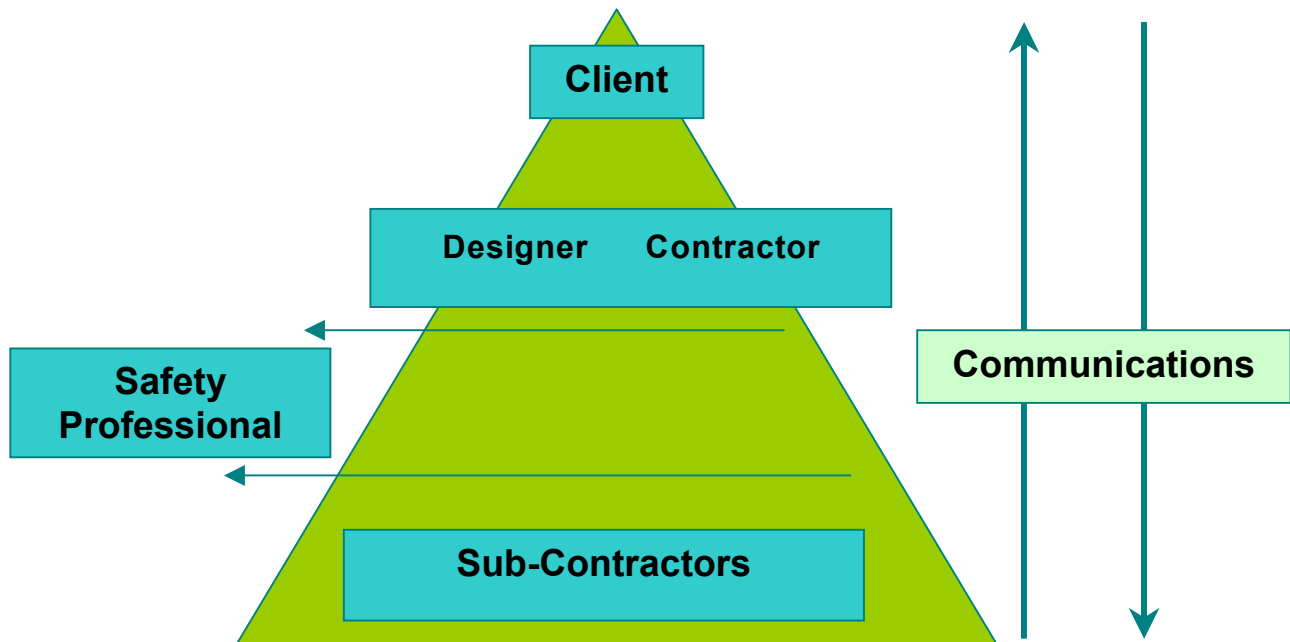 Client
Designer Contractor
Safety
Professional
Communications
Sub-Contractors